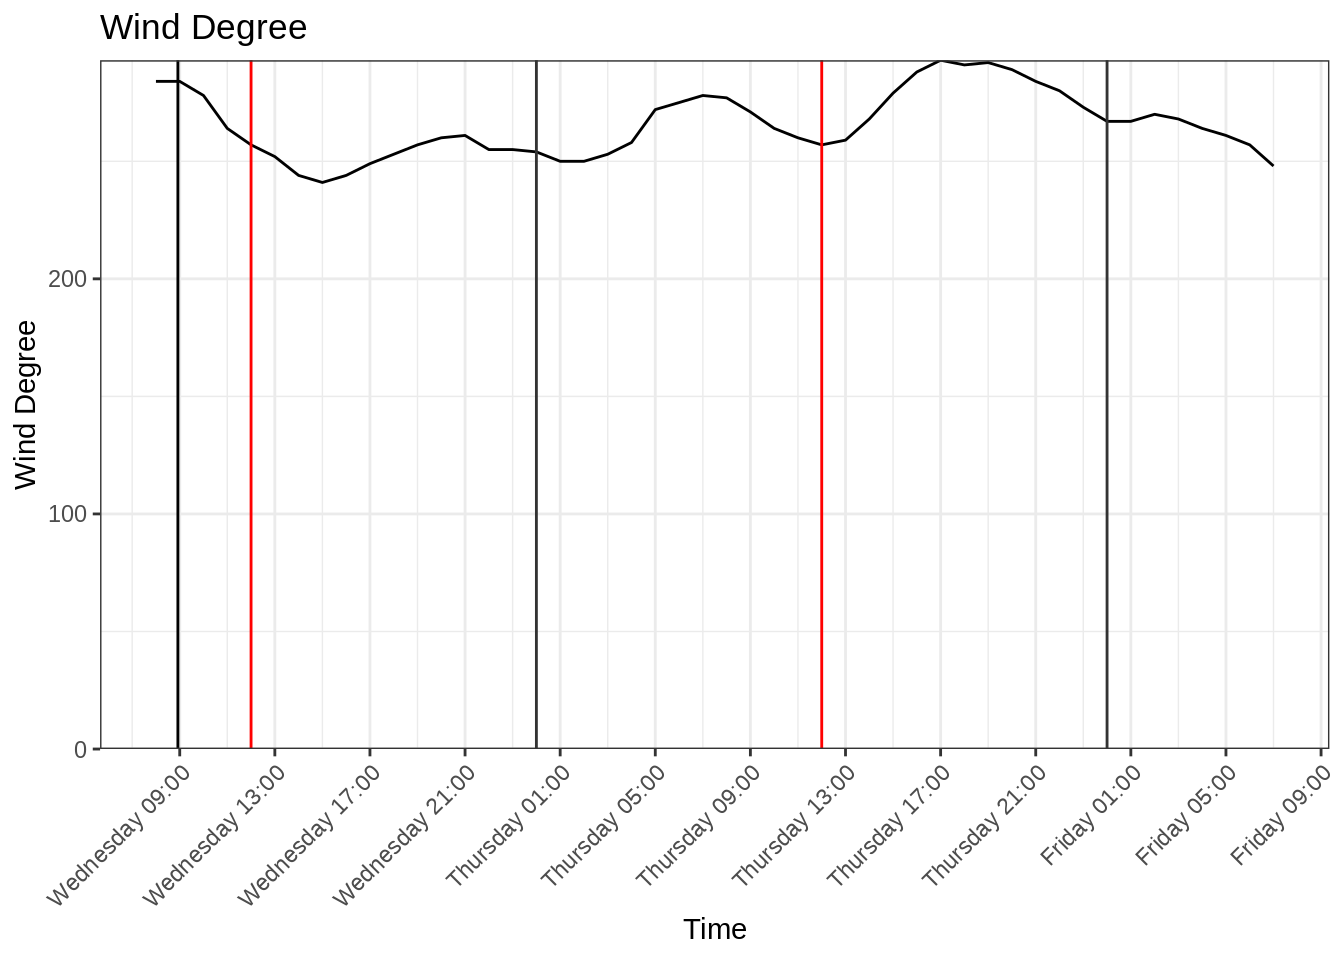 Wind Degree
Wind Degree
200
100
0
Wednesday 09:00
Wednesday 13:00
Wednesday 17:00
Wednesday 21:00
Thursday 01:00
Thursday 05:00
Thursday 09:00
Thursday 13:00
Thursday 17:00
Thursday 21:00
Friday 01:00
Friday 05:00
Friday 09:00
Time